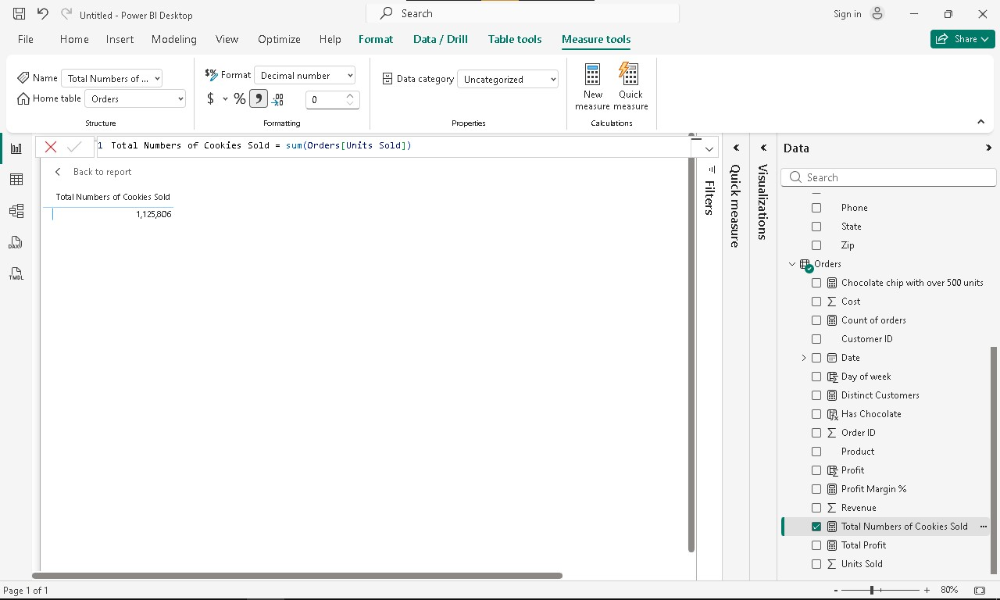 Untitled - Power BI Desktop
Search
Sign in
File Home Insert Modeling View Optimize Help Format Data / Drill Table tools Measure tools
Share
Name Total Numbers of ...
Home table Orders
Structure
$% Format Decimal number
$ % 9 .00 0
Formatting
Data category Uncategorized
Properties
New measure
Quick measure
Calculations
1 Total Numbers of Cookies Sold = sum(Orders[Units Sold])
Back to report
Total Numbers of Cookies Sold
1,125,806
Filters
Quick measure
Visualizations
Data
Search
Phone
State
Zip
Orders
Chocolate chip with over 500 units
Cost
Count of orders
Customer ID
Date
Day of week
Distinct Customers
Has Chocolate
Order ID
Product
Profit
Profit Margin %
Revenue
Total Numbers of Cookies Sold ...
Total Profit
Units Sold
DAX
TMDL
Page 1 of 1
- + 80%